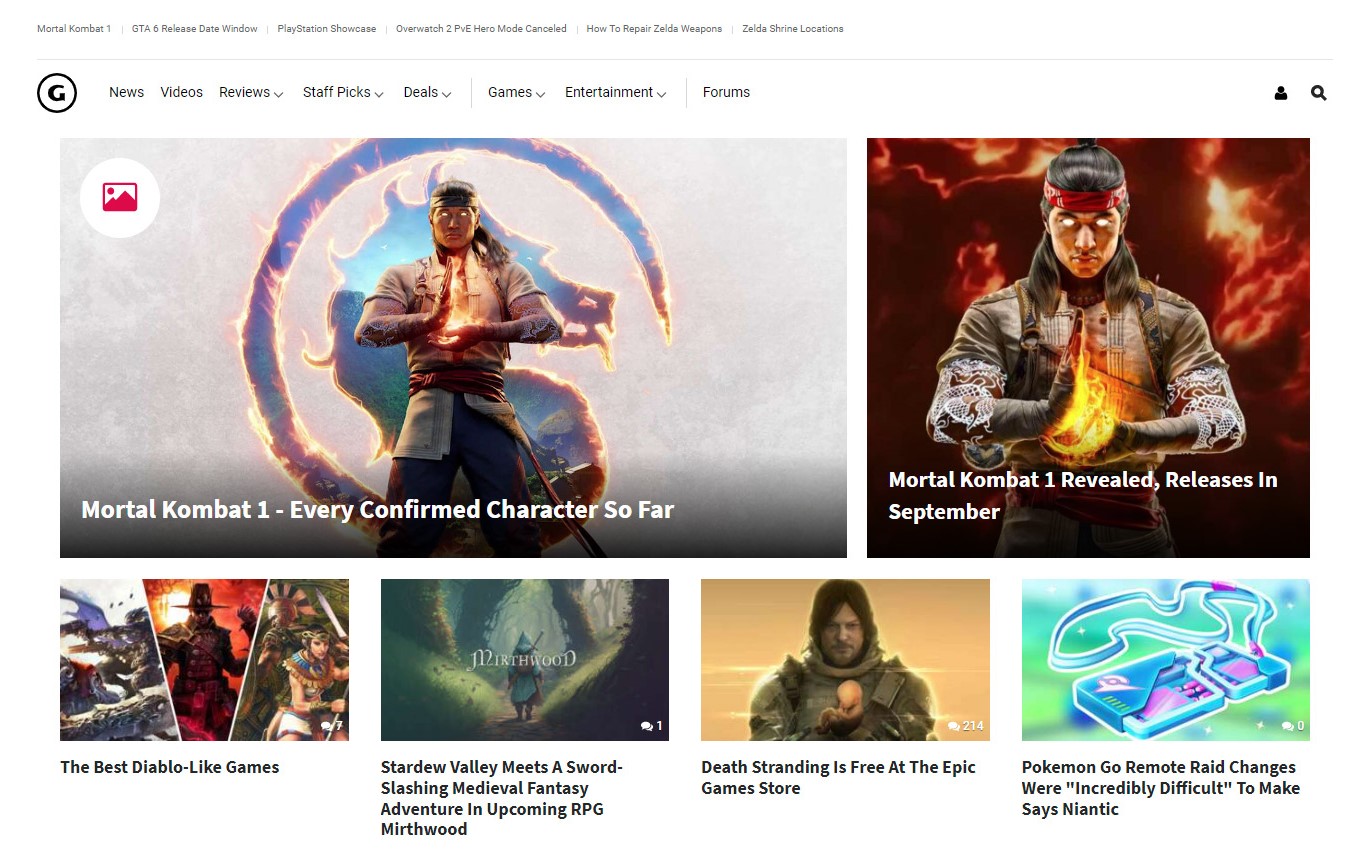 Mortal Kombat 1 | GTA 6 Release Date Window | PlayStation Showcase | Overwatch 2 PvE Hero Mode Canceled | How To Repair Zelda Weapons | Zelda Shrine Locations
G News Videos Reviews Staff Picks Deals Games Entertainment Forums
Mortal Kombat 1 - Every Confirmed Character So Far
Mortal Kombat 1 Revealed, Releases In
September
MIRTHWOOD
7
1
214
0
The Best Diablo-Like Games
Stardew Valley Meets A Sword-
Slashing Medieval Fantasy
Adventure In Upcoming RPG
Mirthwood
Death Stranding Is Free At The Epic
Games Store
Pokemon Go Remote Raid Changes
Were "Incredibly Difficult" To Make
Says Niantic